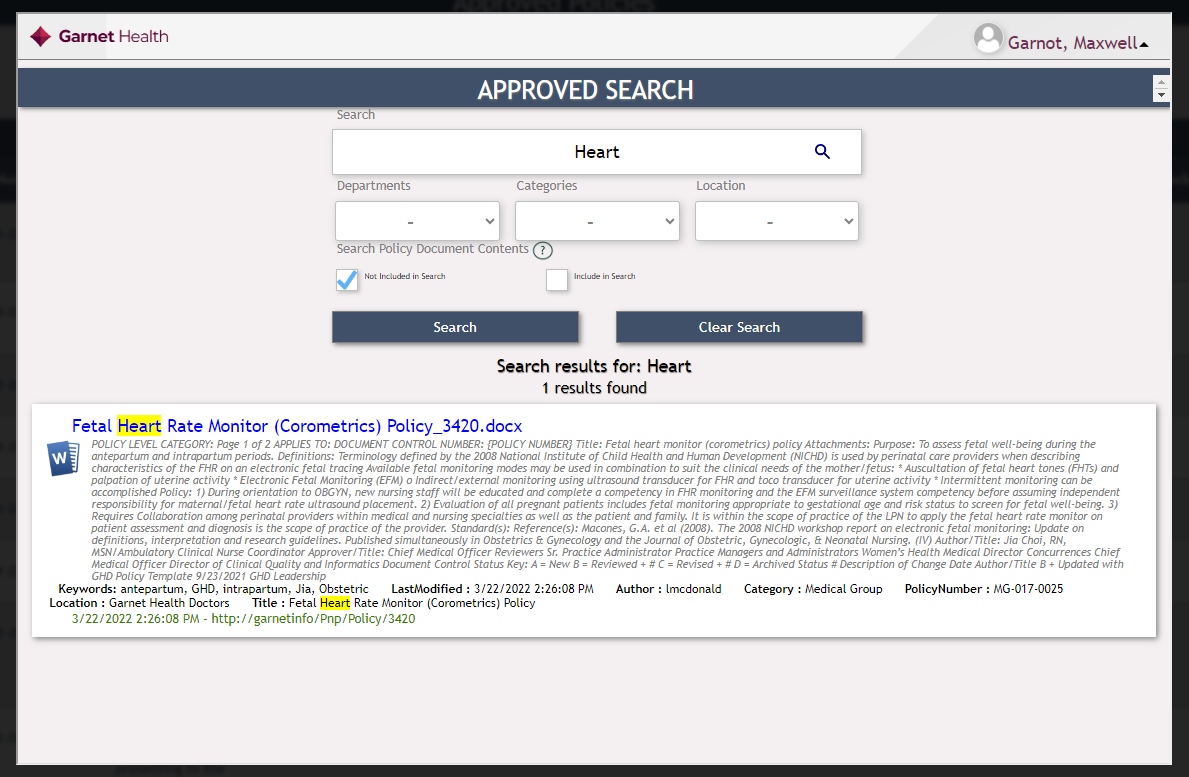 Approved Policies
Garnet Health
Garnot, Maxwell
APPROVED SEARCH
Search
Heart
Departments Categories Location
- - -
Search Policy Document Contents ?
Not Included in Search Include in Search
Search Clear Search
Search results for: Heart
1 results found
Fetal Heart Rate Monitor (Corometrics) Policy_3420.docx
W
POLICY LEVEL CATEGORY: Page 1 of 2 APPLIES TO: DOCUMENT CONTROL NUMBER: {POLICY NUMBER} Title: Fetal heart monitor (corometrics) policy Attachments: Purpose: To assess fetal well-being during the
antepartum and intrapartum periods. Definitions: Terminology defined by the 2008 National Institute of Child Health and Human Development (NICHD) is used by perinatal care providers when describing
characteristics of the FHR on an electronic fetal tracing Available fetal monitoring modes may be used in combination to suit the clinical needs of the mother/fetus: * Auscultation of fetal heart tones (FHTs) and
palpation of uterine activity * Electronic Fetal Monitoring (EFM) o Indirect/external monitoring using ultrasound transducer for FHR and toco transducer for uterine activity * Intermittent monitoring can be
accomplished Policy: 1) During orientation to OBGYN, new nursing staff will be educated and complete a competency in FHR monitoring and the EFM surveillance system competency before assuming independent
responsibility for maternal/fetal heart rate ultrasound placement. 2) Evaluation of all pregnant patients includes fetal monitoring appropriate to gestational age and risk status to screen for fetal well-being. 3)
Requires Collaboration among perinatal providers within medical and nursing specialties as well as the patient and family. It is within the scope of practice of the LPN to apply the fetal heart rate monitor on
patient assessment and diagnosis is the scope of practice of the provider. Standard(s): Reference(s): Macones, G.A. et al (2008). The 2008 NICHD workshop report on electronic fetal monitoring: Update on
definitions, interpretation and research guidelines. Published simultaneously in Obstetrics & Gynecology and the Journal of Obstetric, Gynecologic, & Neonatal Nursing. (IV) Author/Title: Jia Choi, RN,
MSN/Ambulatory Clinical Nurse Coordinator Approver/Title: Chief Medical Officer Reviewers Sr. Practice Administrator Practice Managers and Administrators Women's Health Medical Director Concurrences Chief
Medical Officer Director of Clinical Quality and Informatics Document Control Status Key: A = New B = Reviewed + # C = Revised + # D = Archived Status # Description of Change Date Author/Title B + Updated with
GHD Policy Template 9/23/2021 GHD Leadership
Keywords: antepartum, GHD, intrapartum, Jia, Obstetric LastModified : 3/22/2022 2:26:08 PM Author : lmcdonald Category : Medical Group PolicyNumber : MG-017-0025
Location : Garnet Health Doctors Title : Fetal Heart Rate Monitor (Corometrics) Policy
3/22/2022 2:26:08 PM - http://garnetinfo/Pnp/Policy/3420